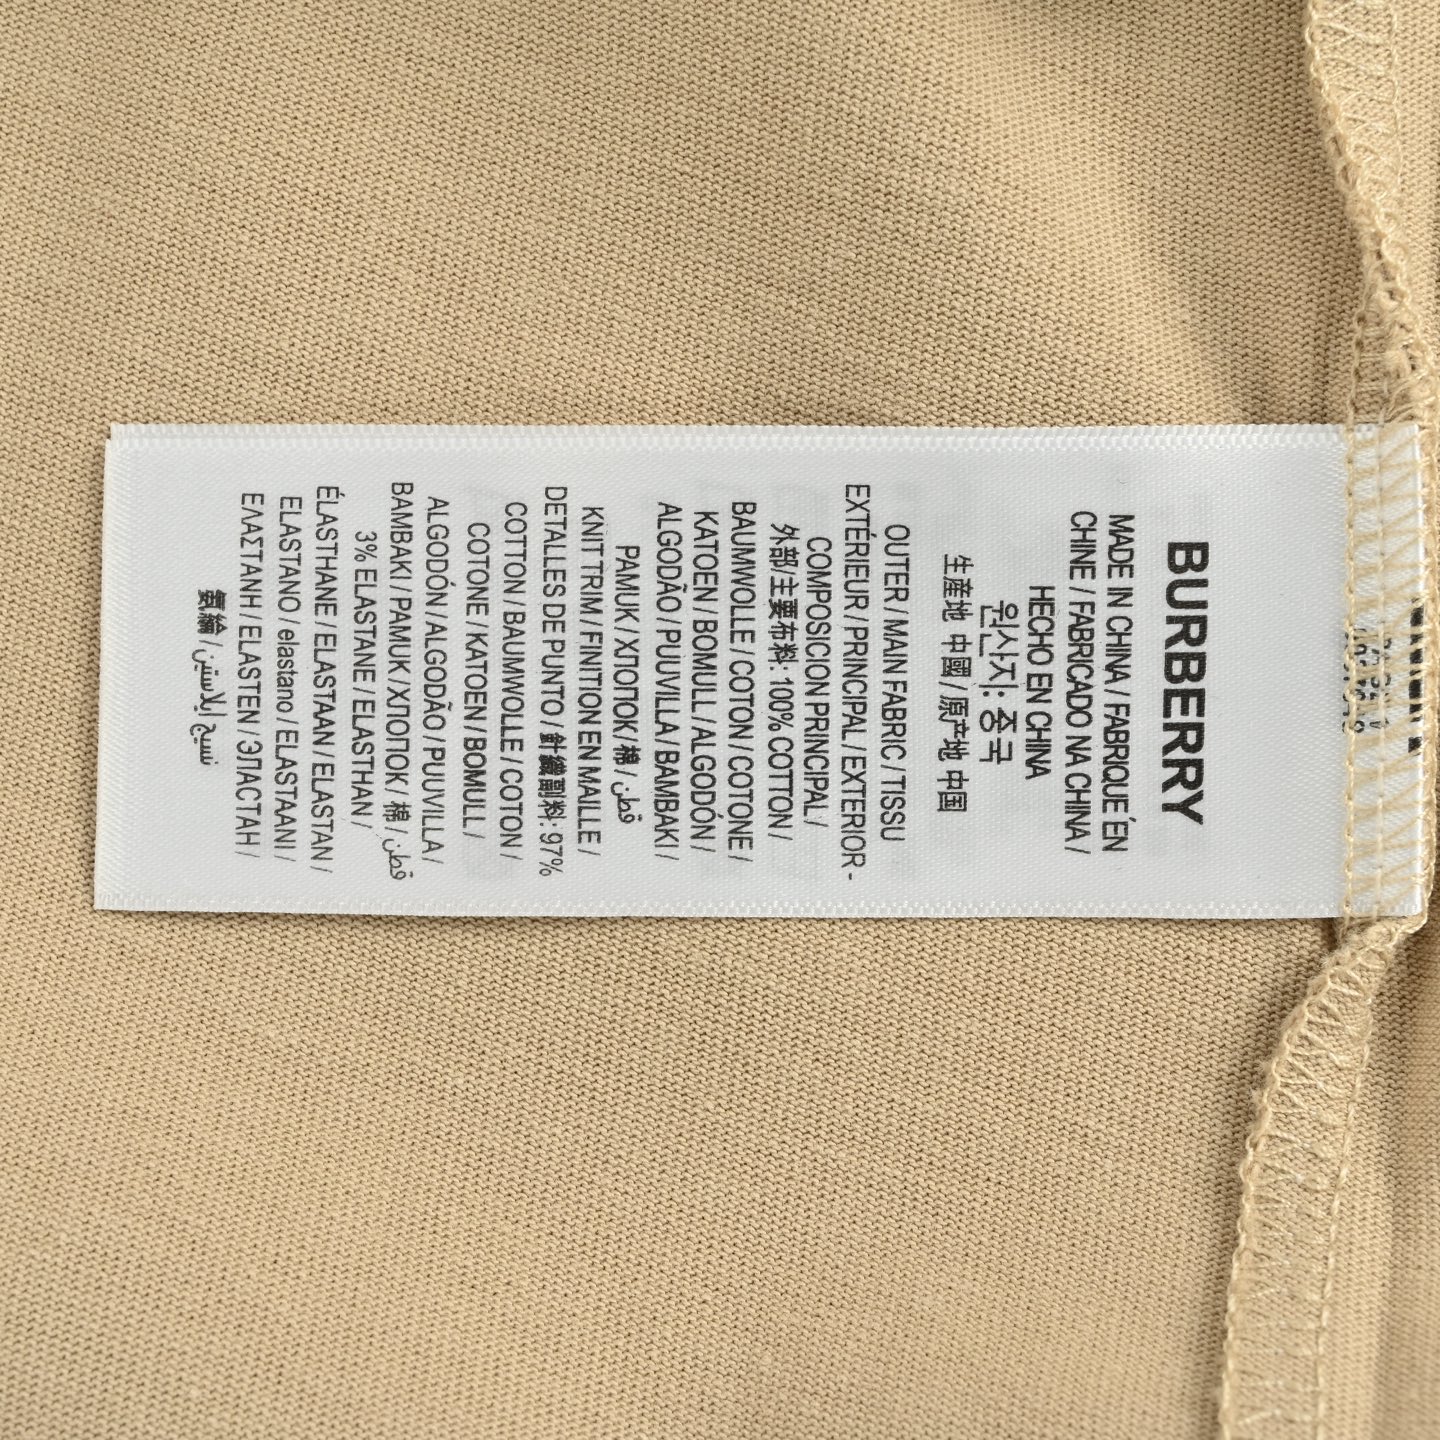 BURBERRY
MADE IN CHINA / FABRIQUÉ EN
CHINE / FABRICADO NA CHINA /
HECHO EN CHINA
원산지: 중국
生産地 中國 / 原产地 中国
OUTER / MAIN FABRIC / TISSU
EXTÉRIEUR / PRINCIPAL / EXTERIOR-
COMPOSICION PRINCIPAL /
外部/主要布料: 100% COTTON /
BAUMWOLLE / COTON / COTONE /
KATOEN / BOMULL / ALGODÓN /
ALGODÃO / PUUVILLA / BAMBAKI /
PAMUK / ΧΠΟΠΟΚ / 棉 / قطن
KNIT TRIM / FINITION EN MAILLE /
DETALLES DE PUNTO / 針織副料: 97%
COTTON / BAUMWOLLE / COTON /
COTONE / KATOEN / BOMULL /
ALGODÓN / ALGODÃO / PUUVILLA /
BAMBAKI / PAMUK / ΧΠΟΠΟΚ / 棉 / قطن
3% ELASTANE / ELASTHAN /
ÉLASTHANE / ELASTAAN / ELASTAN /
ELASTANO / elastano / ELASTAANI /
ΕΛΑΣΤΑΝΗ / ELASTEN / ЭΠACTAH /
氨綸 / نسيج إيلاستين